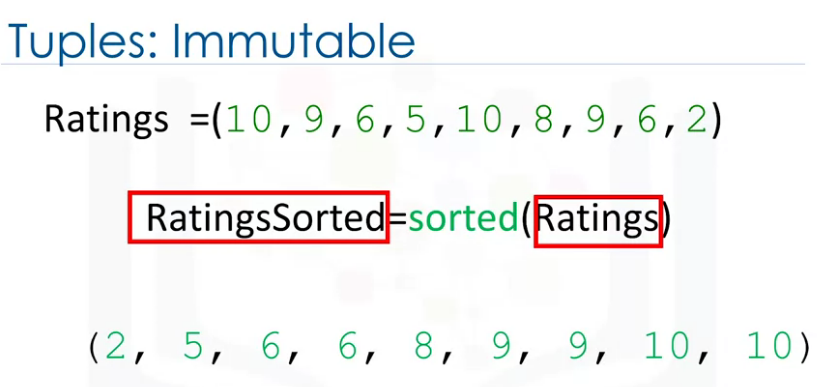 Tuples: Immutable
Ratings =(10,9,6,5,10,8,9,6,2)
RatingsSorted=sorted(Ratings)
(2, 5, 6, 6, 8, 9, 9, 10, 10)